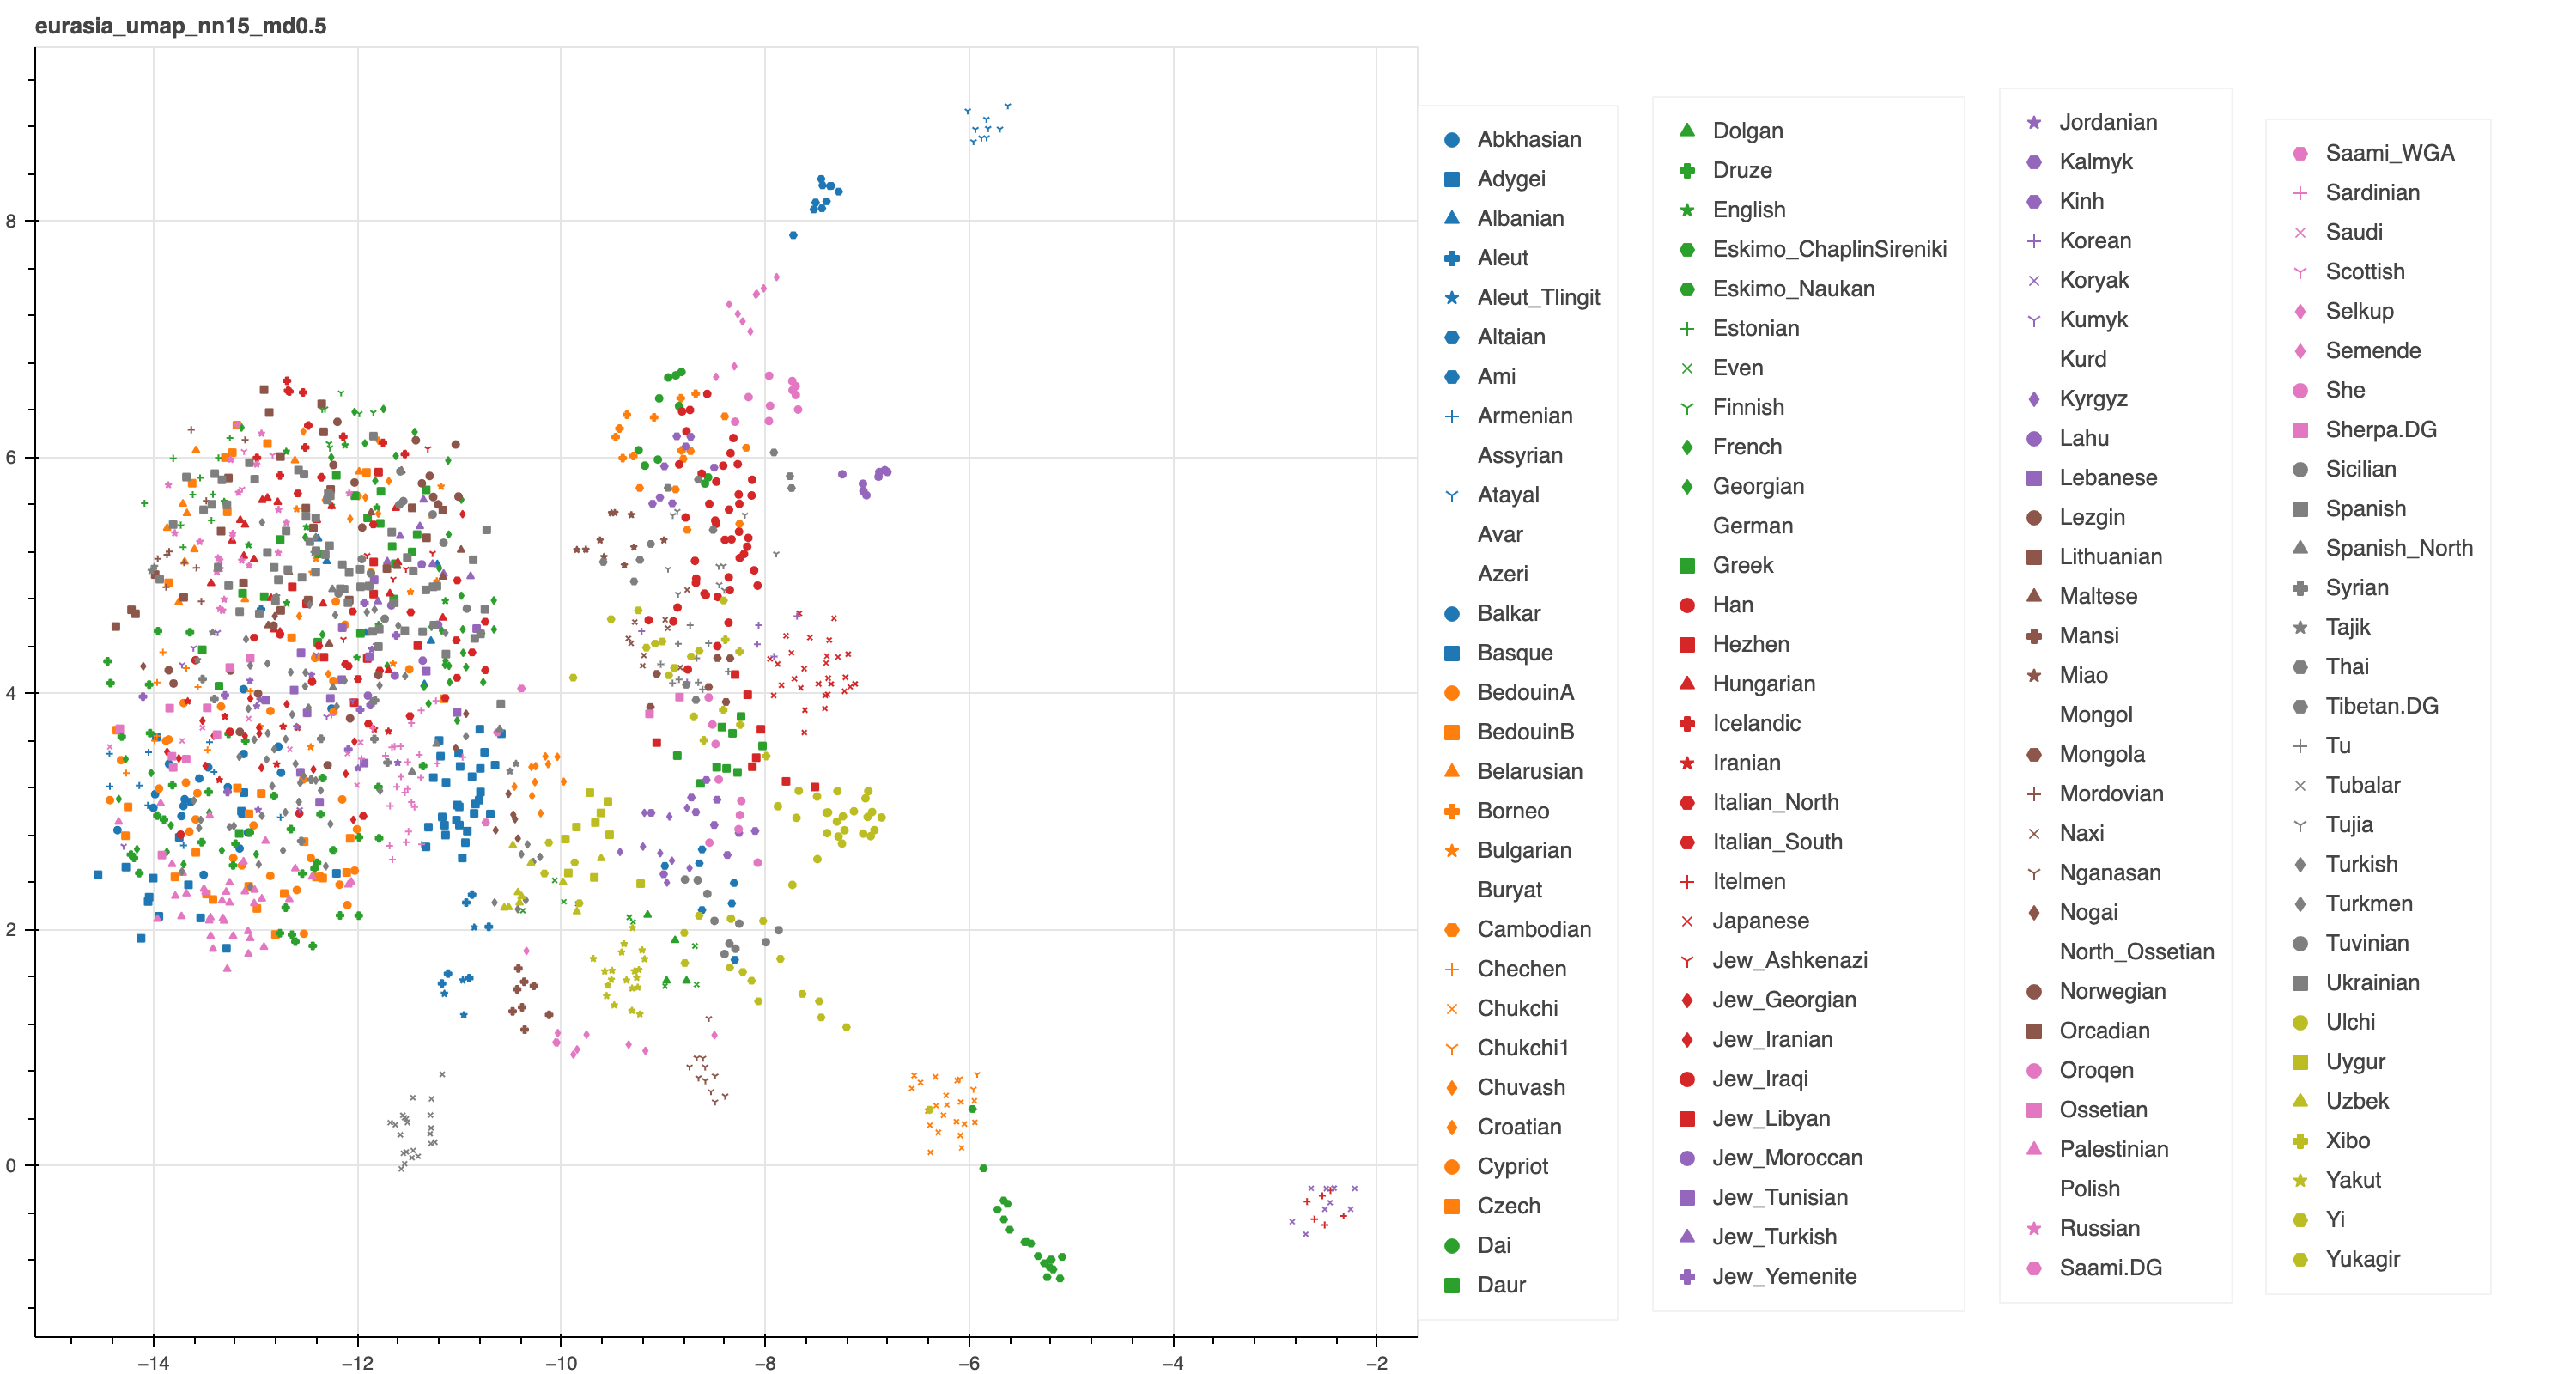 eurasia_umap_nn15_md0.5
8
6
4
2
0
−14
−12
−10
−8
−6
−4
−2
Abkhasian
Adygei
Albanian
Aleut
Aleut_Tlingit
Altaian
Ami
Armenian
Assyrian
Atayal
Avar
Azeri
Balkar
Basque
BedouinA
BedouinB
Belarusian
Borneo
Bulgarian
Buryat
Cambodian
Chechen
Chukchi
Chukchi1
Chuvash
Croatian
Cypriot
Czech
Dai
Daur
Dolgan
Druze
English
Eskimo_ChaplinSireniki
Eskimo_Naukan
Estonian
Even
Finnish
French
Georgian
German
Greek
Han
Hezhen
Hungarian
Icelandic
Iranian
Italian_North
Italian_South
Itelmen
Japanese
Jew_Ashkenazi
Jew_Georgian
Jew_Iranian
Jew_Iraqi
Jew_Libyan
Jew_Moroccan
Jew_Tunisian
Jew_Turkish
Jew_Yemenite
Jordanian
Kalmyk
Kinh
Korean
Koryak
Kumyk
Kurd
Kyrgyz
Lahu
Lebanese
Lezgin
Lithuanian
Maltese
Mansi
Miao
Mongol
Mongola
Mordovian
Naxi
Nganasan
Nogai
North_Ossetian
Norwegian
Orcadian
Oroqen
Ossetian
Palestinian
Polish
Russian
Saami.DG
Saami_WGA
Sardinian
Saudi
Scottish
Selkup
Semende
She
Sherpa.DG
Sicilian
Spanish
Spanish_North
Syrian
Tajik
Thai
Tibetan.DG
Tu
Tubalar
Tujia
Turkish
Turkmen
Tuvinian
Ukrainian
Ulchi
Uygur
Uzbek
Xibo
Yakut
Yi
Yukagir